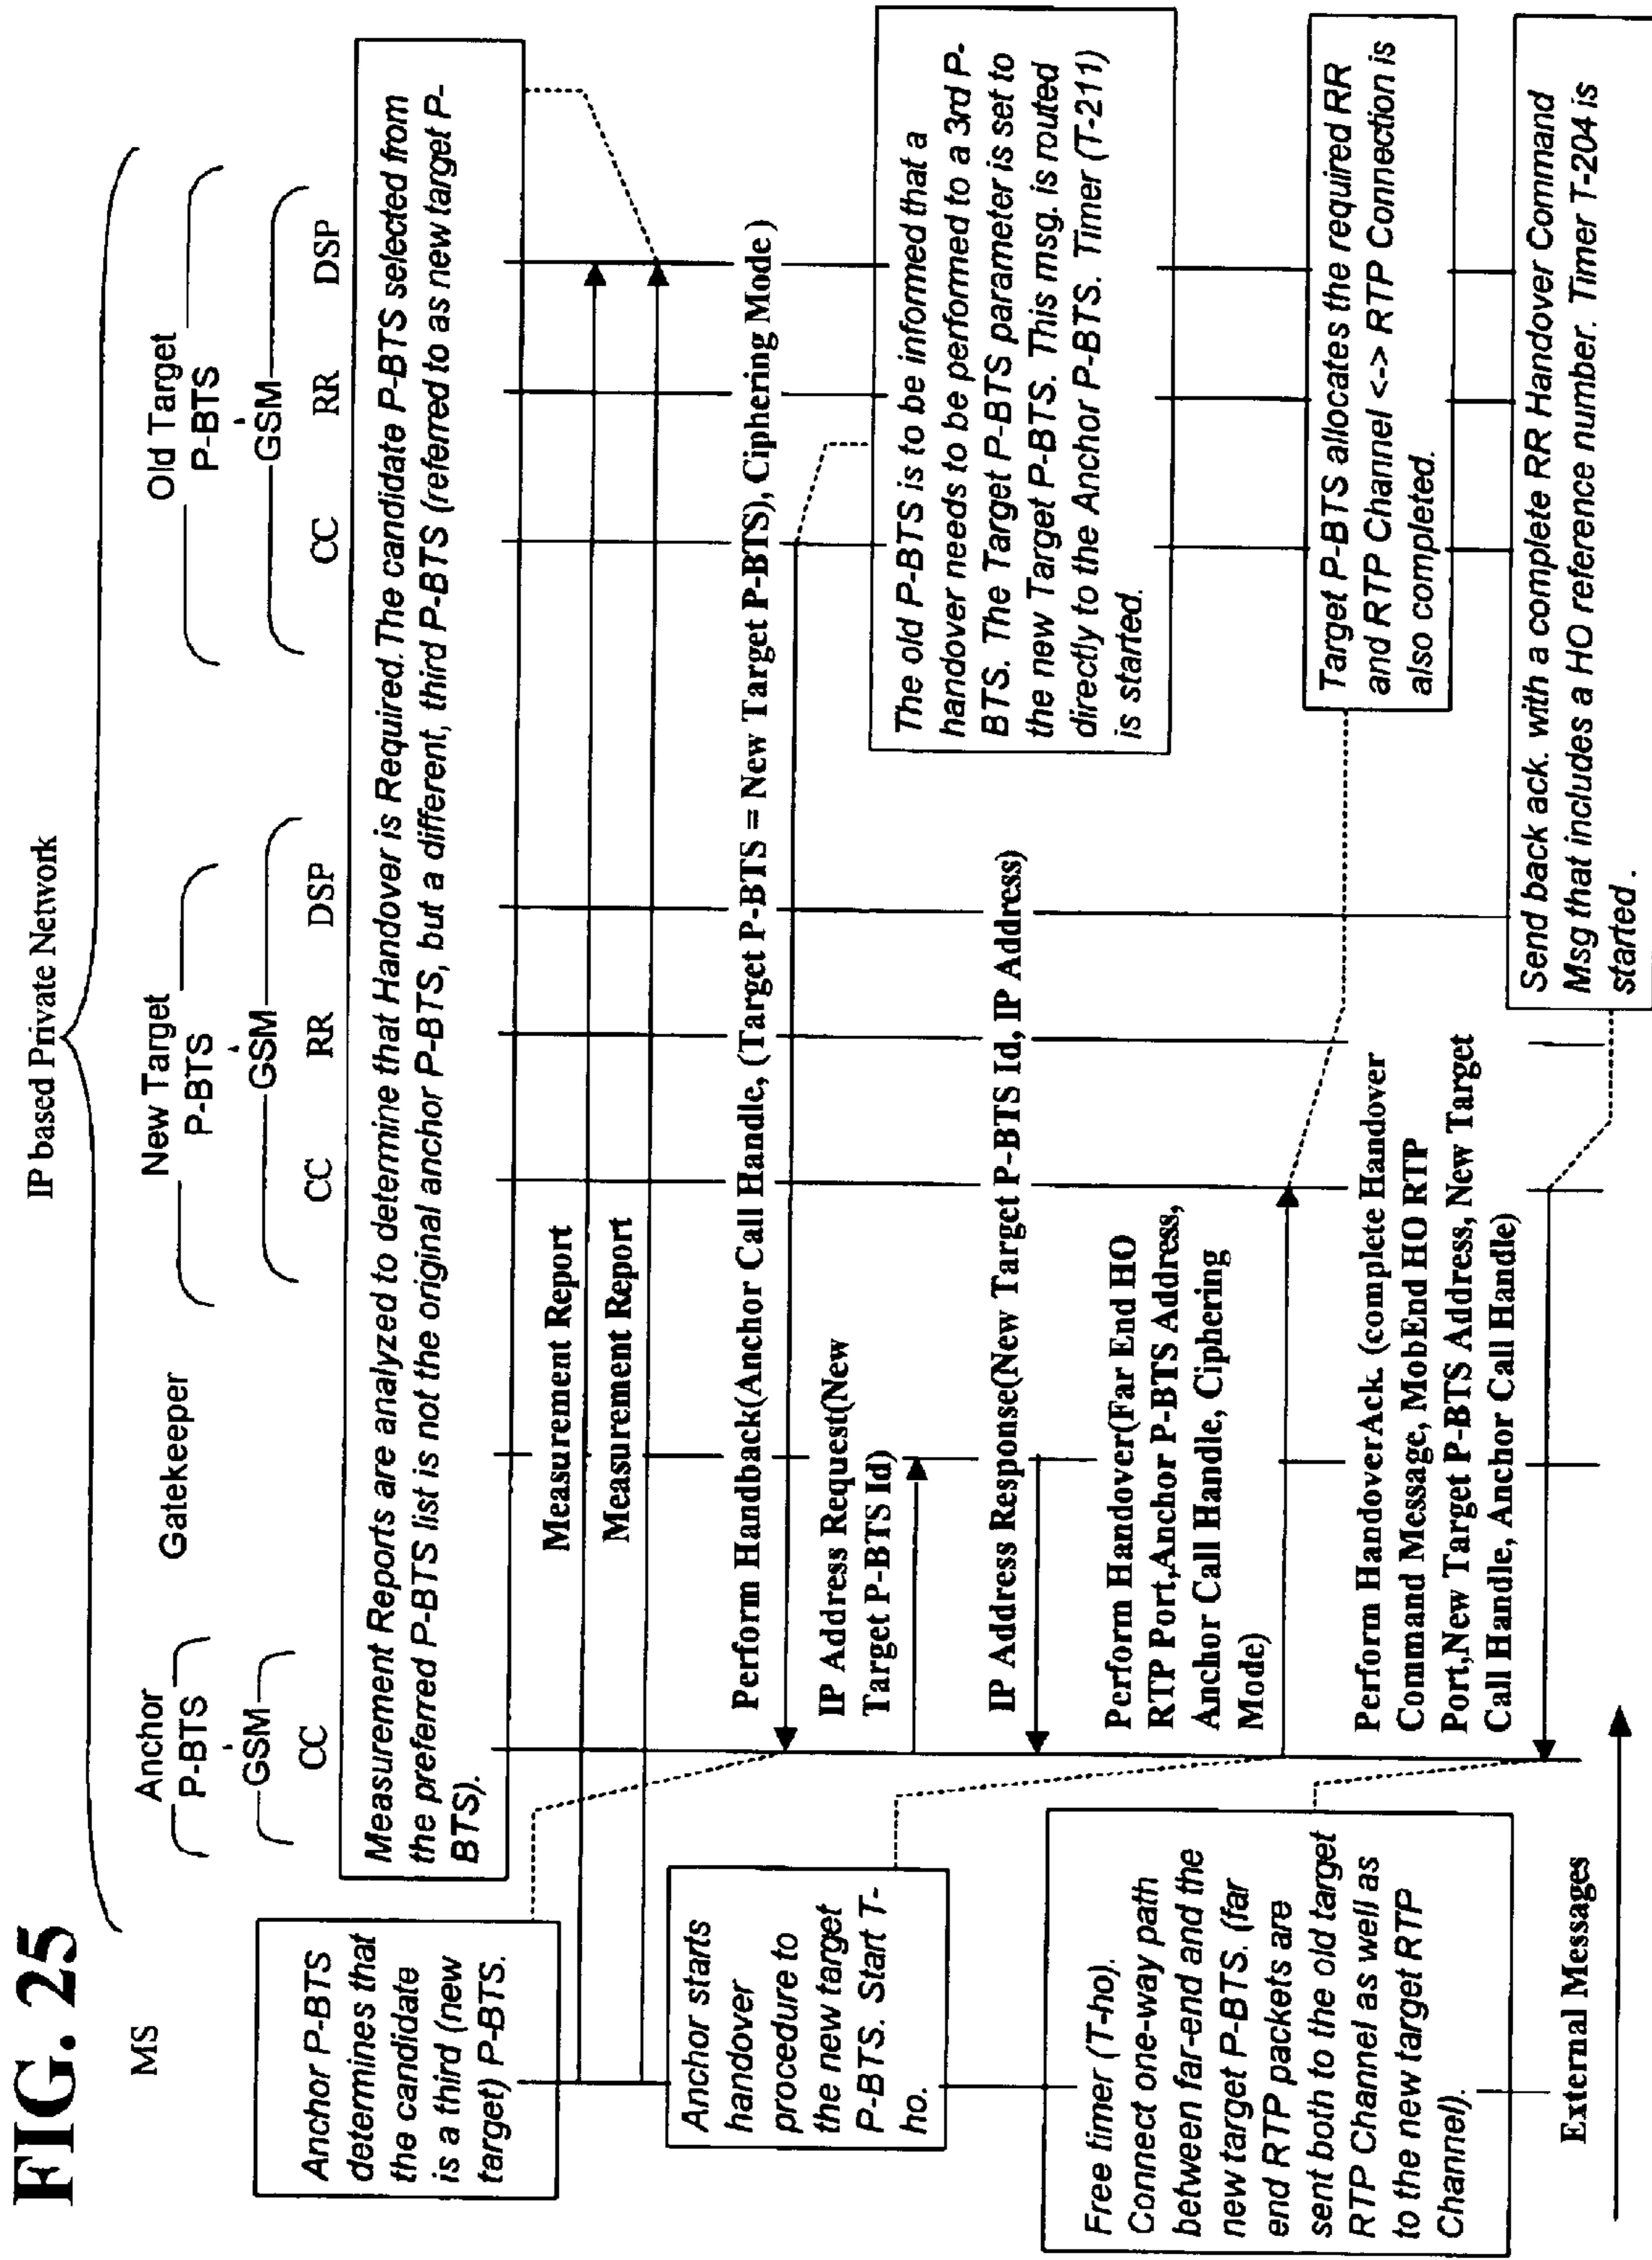 FIG. 25
IP based Private Network
MS
Anchor
P-BTS
GSM
CC
Gatekeeper
New Target
P-BTS
GSM
CC
RR
DSP
Old Target
P-BTS
GSM
CC
RR
DSP
Measurement Reports are analyzed to determine that Handover is Required.The candidate P-BTS selected from
the preferred P-BTS list is not the original anchor P-BTS, but a different, third P-BTS (referred to as new target P-
BTS).
Anchor P-BTS
determines that
the candidate
is a third (new
target) P-BTS.
Measurement Report
Measurement Report
Perform Handback(Anchor Call Handle, (Target P-BTS = New Target P-BTS), Ciphering Mode)
Anchor starts
handover
procedure to
the new target
P-BTS. Start T-
ho.
IP Address Request(New
Target P-BTS Id)
The old P-BTS is to be informed that a
handover needs to be performed to a 3rd P-
BTS. The Target P-BTS parameter is set to
the new Target P-BTS. This msg. is routed
directly to the Anchor P-BTS. Timer (T-211)
is started.
IP Address Response(New Target P-BTS Id, IP Address)
Perform Handover(Far End HO
RTP Port,Anchor P-BTS Address,
Anchor Call Handle, Ciphering
Mode)
Target P-BTS allocates the required RR
and RTP Channel <-> RTP Connection is
also completed.
Free timer (T-ho).
Connect one-way path
between far-end and the
new target P-BTS. (far
end RTP packets are
sent both to the old target
RTP Channel as well as
to the new target RTP
Channel).
Perform HandoverAck. (complete Handover
Command Message, MobEnd HO RTP
Port,New Target P-BTS Address, New Target
Call Handle, Anchor Call Handle)
Send back ack. with a complete RR Handover Command
Msg that includes a HO reference number. Timer T-204 is
started.
External Messages